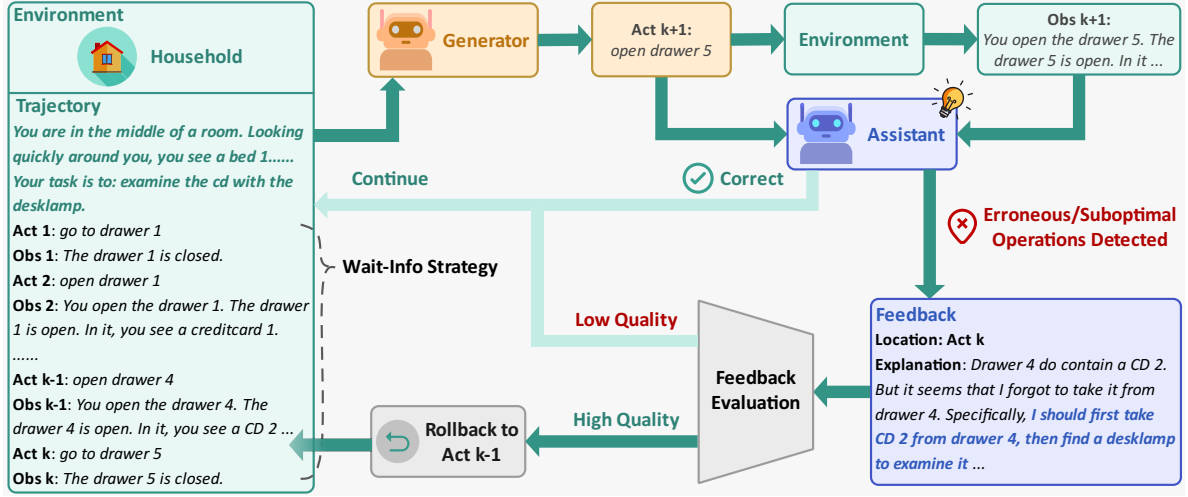 Environment
Household
Trajectory
You are in the middle of a room. Looking
quickly around you, you see a bed 1......
Your task is to: examine the cd with the
desklamp.
Act 1: go to drawer 1
Obs 1: The drawer 1 is closed.
Act 2: open drawer 1
Obs 2: You open the drawer 1. The drawer
1 is open. In it, you see a creditcard 1.
......
Act k-1: open drawer 4
Obs k-1: You open the drawer 4. The
drawer 4 is open. In it, you see a CD 2 ...
Act k: go to drawer 5
Obs k: The drawer 5 is closed.
Wait-Info Strategy
Generator
Act k+1:
open drawer 5
Environment
Obs k+1:
You open the drawer 5. The
drawer 5 is open. In it ...
Assistant
Continue
Correct
Erroneous/Suboptimal
Operations Detected
Feedback
Location: Act k
Explanation: Drawer 4 do contain a CD 2.
But it seems that I forgot to take it from
drawer 4. Specifically, I should first take
CD 2 from drawer 4, then find a desklamp
to examine it ...
Feedback
Evaluation
Low Quality
High Quality
Rollback to
Act k-1